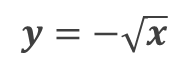 y = −√x